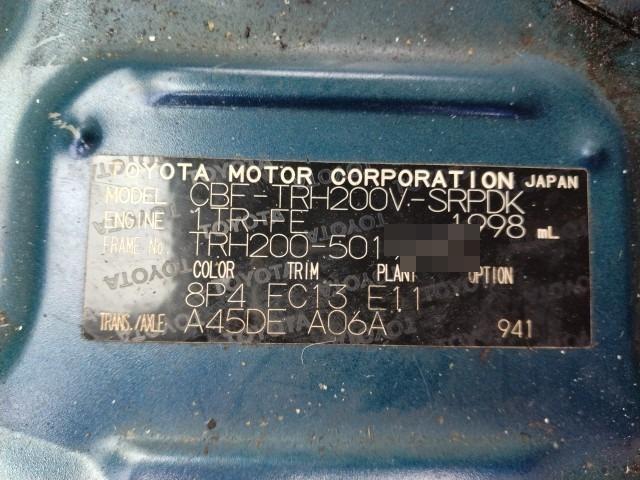 TOYOTA MOTOR CORPORATION JAPAN
MODEL CBF-TRH200V-SRPDK
ENGINE 1TR-FE 1998 mL
FRAME No. TRH200-501
COLOR TRIM PLANT OPTION
8P4 FC13 E11
TRANS./AXLE A45DE A06A 941